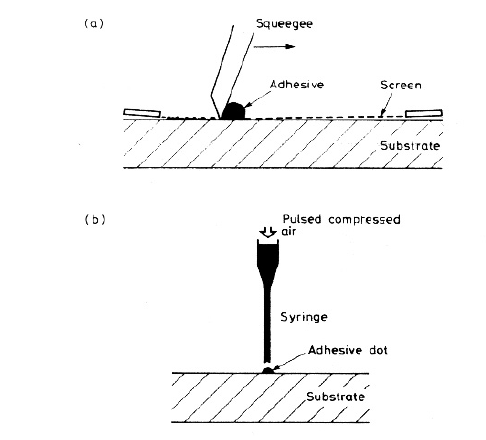 (a)
Squeegee
Adhesive
Screen
Substrate
(b)
Pulsed compressed
air
Syringe
Adhesive dot
Substrate